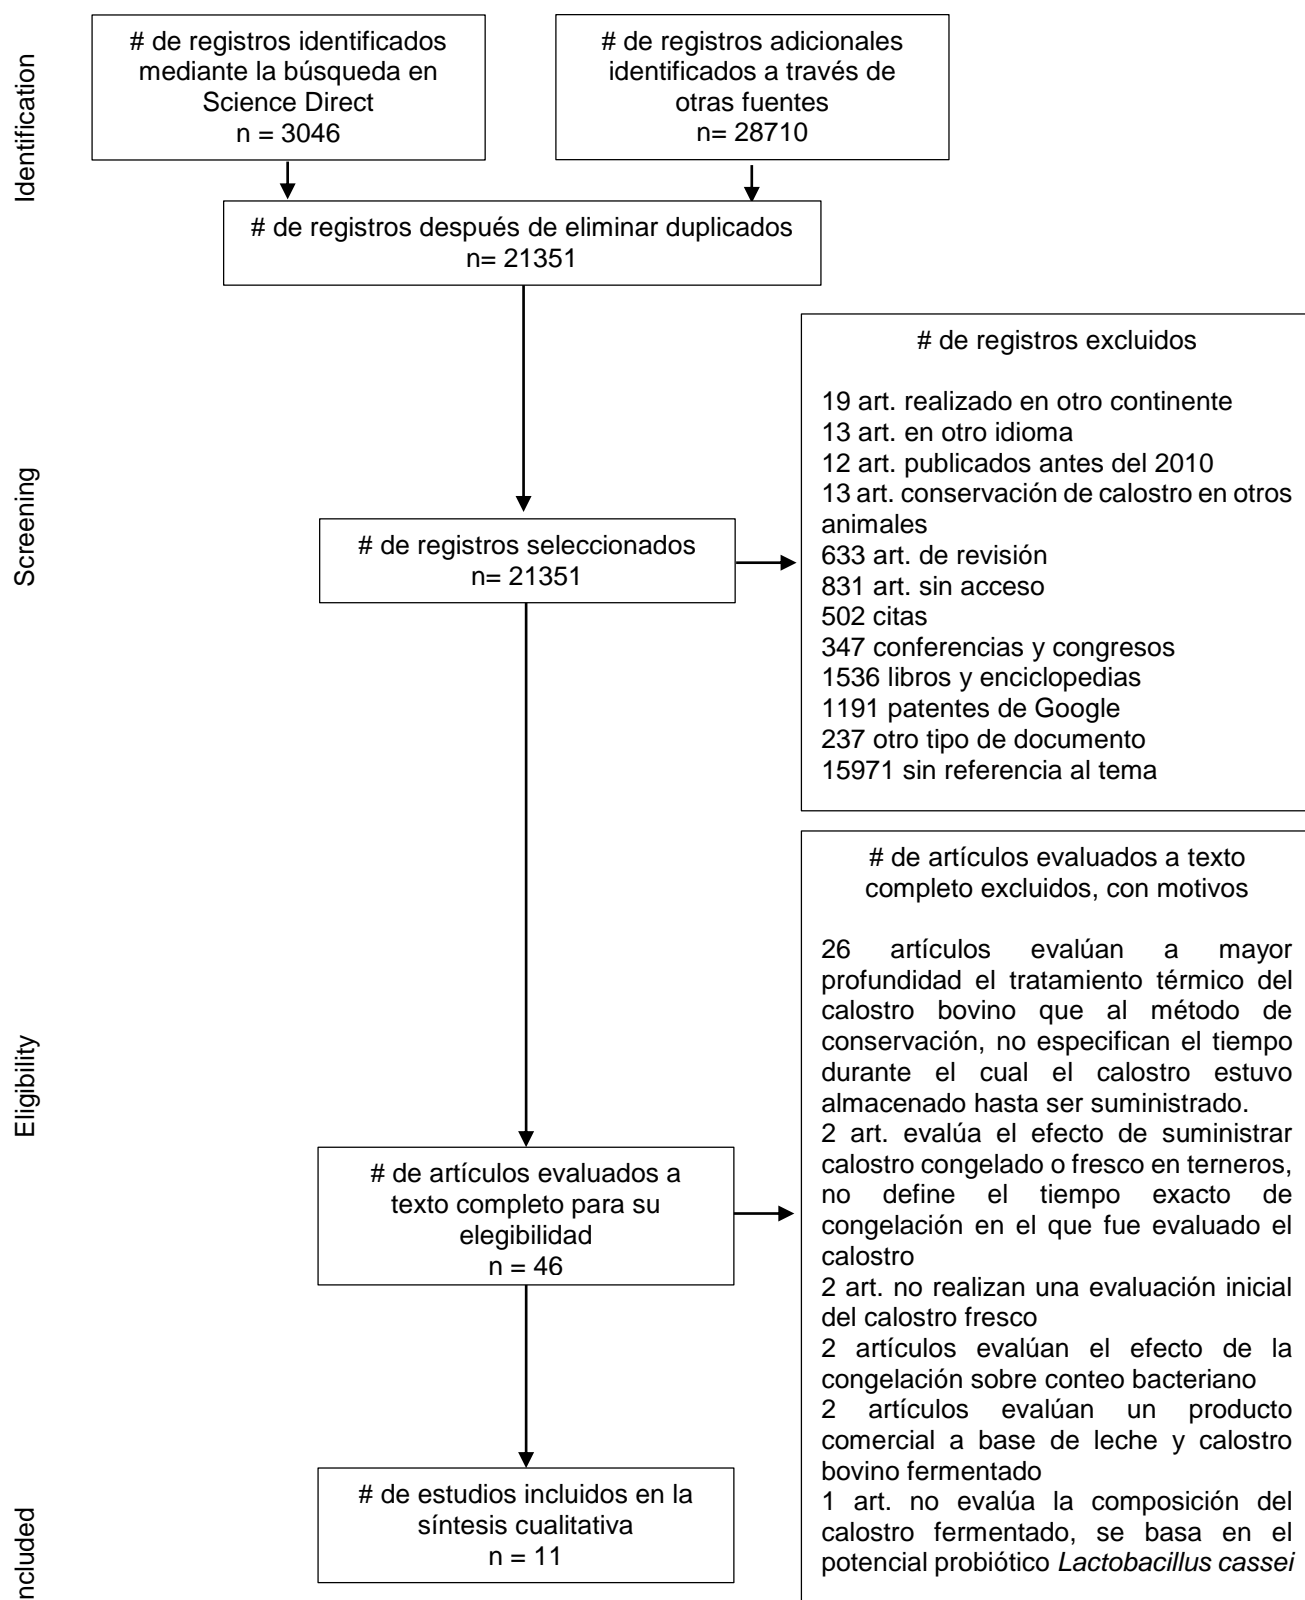 Identification
# de registros identificados
mediante la búsqueda en
Science Direct
n = 3046
# de registros adicionales
identificados a través de
otras fuentes
n= 28710
# de registros después de eliminar duplicados
n= 21351
Screening
# de registros seleccionados
n= 21351
# de registros excluidos
19 art. realizado en otro continente
13 art. en otro idioma
12 art. publicados antes del 2010
13 art. conservación de calostro en otros
animales
633 art. de revisión
831 art. sin acceso
502 citas
347 conferencias y congresos
1536 libros y enciclopedias
1191 patentes de Google
237 otro tipo de documento
15971 sin referencia al tema
Eligibility
# de artículos evaluados a
texto completo para su
elegibilidad
n = 46
# de artículos evaluados a texto
completo excluidos, con motivos
26 artículos evalúan a mayor
profundidad el tratamiento térmico del
calostro bovino que al método de
conservación, no especifican el tiempo
durante el cual el calostro estuvo
almacenado hasta ser suministrado.
2 art. evalúa el efecto de suministrar
calostro congelado o fresco en terneros,
no define el tiempo exacto de
congelación en el que fue evaluado el
calostro
2 art. no realizan una evaluación inicial
del calostro fresco
2 artículos evalúan el efecto de la
congelación sobre conteo bacteriano
2 artículos evalúan un producto
comercial a base de leche y calostro
bovino fermentado
1 art. no evalúa la composición del
calostro fermentado, se basa en el
potencial probiótico Lactobacillus cassei
ncluded
# de estudios incluidos en la
síntesis cualitativa
n = 11